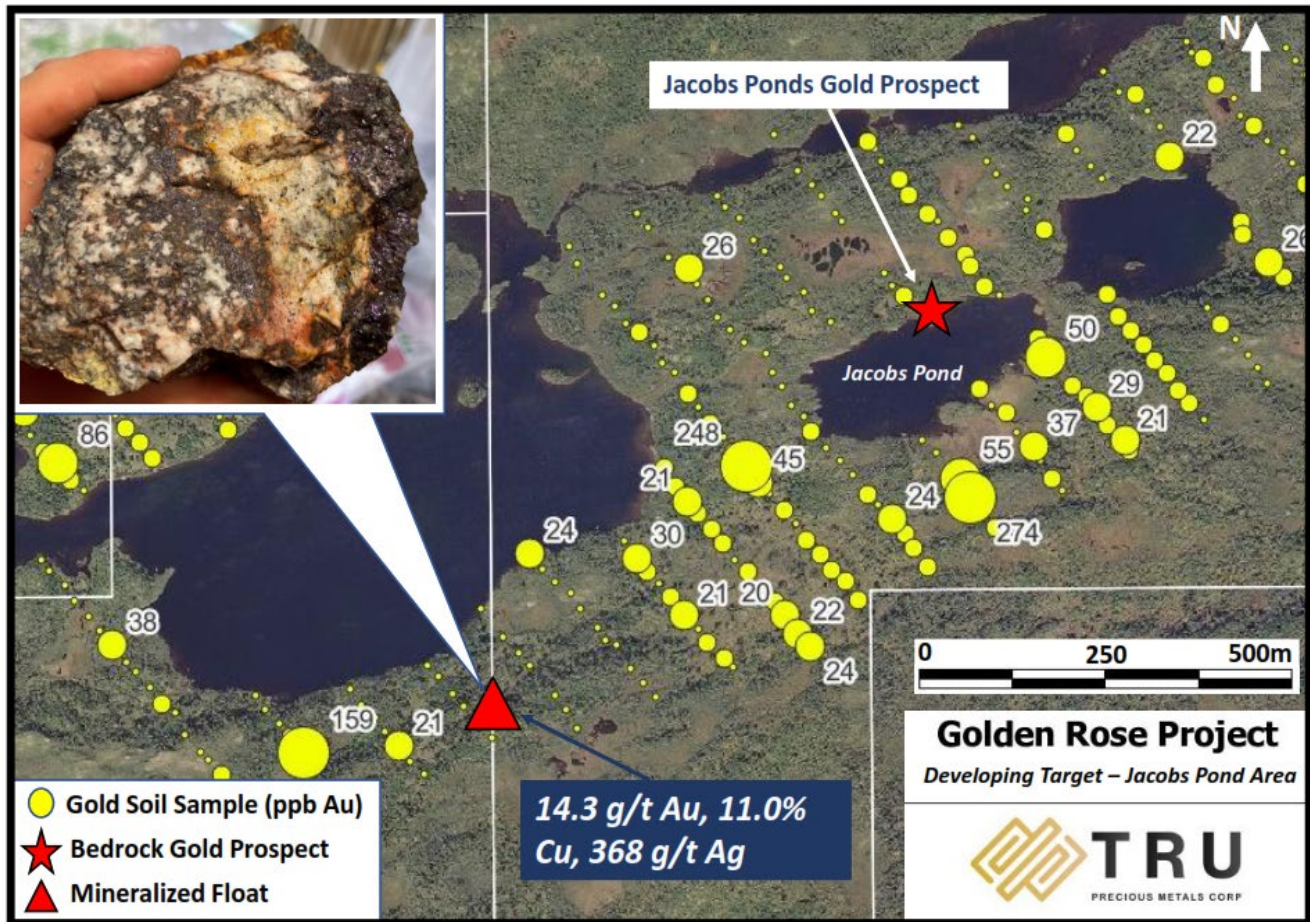 N
Jacobs Ponds Gold Prospect
22
26
26
50
Jacobs Pond
29
86
248
45
55
37
21
21
24
24
30
274
21
20
22
38
24
0 250 500m
159
21
Golden Rose Project
Developing Target – Jacobs Pond Area
14.3 g/t Au, 11.0%
Cu, 368 g/t Ag
Gold Soil Sample (ppb Au)
Bedrock Gold Prospect
Mineralized Float
TRU
PRECIOUS METALS CORP